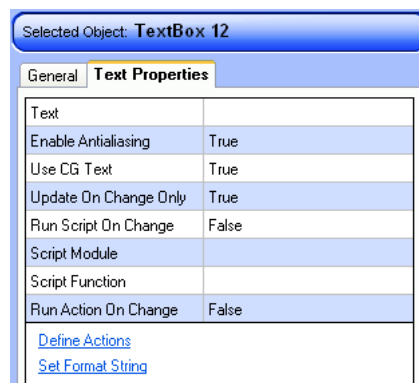 Selected Object: TextBox 12
General Text Properties
Text
Enable Antialiasing True
Use CG Text True
Update On Change Only True
Run Script On Change False
Script Module
Script Function
Run Action On Change False
Define Actions
Set Format String